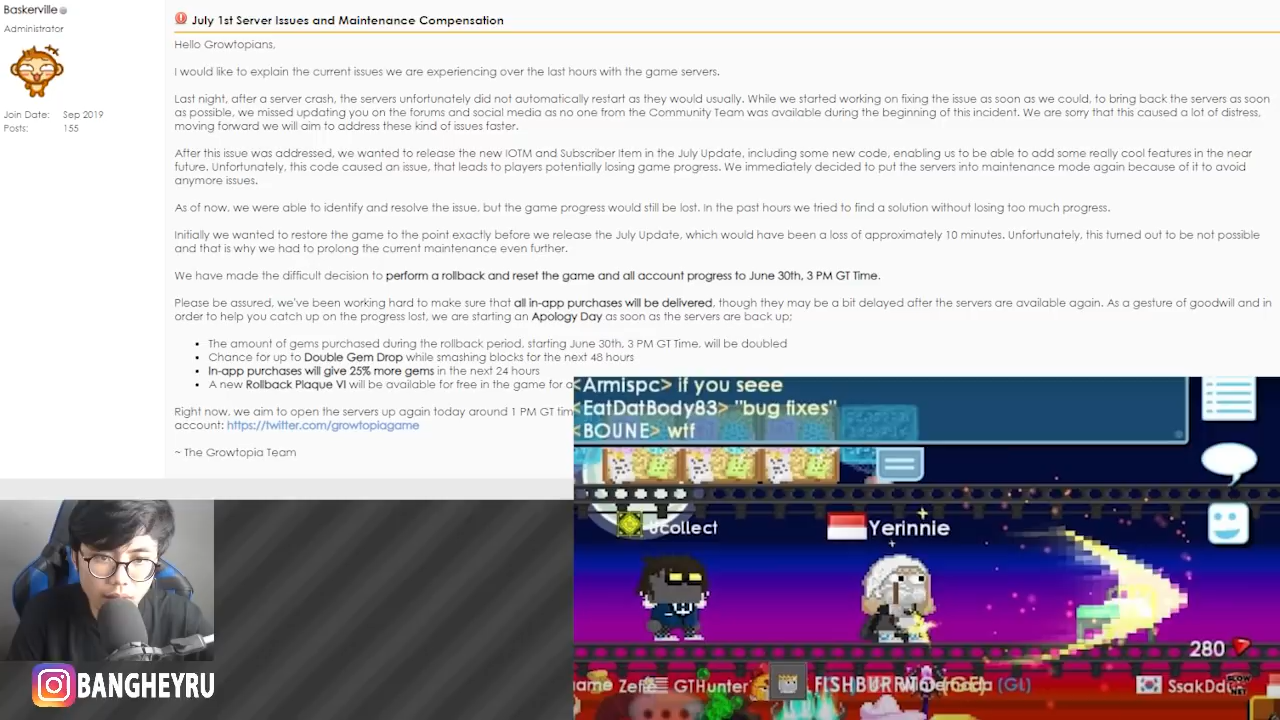 Baskerville
Administrator
Join Date: Sep 2019
Posts: 155
July 1st Server Issues and Maintenance Compensation
Hello Growtopians,
I would like to explain the current issues we are experiencing over the last hours with the game servers.
Last night, after a server crash, the servers unfortunately did not automatically restart as they would usually. While we started working on fixing the issue as soon as we could, to bring back the servers as soon
as possible, we missed updating you on the forums and social media as no one from the Community Team was available during the beginning of this incident. We are sorry that this caused a lot of distress,
moving forward we will aim to address these kind of issues faster.
After this issue was addressed, we wanted to release the new IOTM and Subscriber Item in the July Update, including some new code, enabling us to be able to add some really cool features in the near
future. Unfortunately, this code caused an issue, that leads to players potentially losing game progress. We immediately decided to put the servers into maintenance mode again because of it to avoid
anymore issues.
As of now, we were able to identify and resolve the issue, but the game progress would still be lost. In the past hours we tried to find a solution without losing too much progress.
Initially we wanted to restore the game to the point exactly before we release the July Update, which would have been a loss of approximately 10 minutes. Unfortunately, this turned out to be not possible
and that is why we had to prolong the current maintenance even further.
We have made the difficult decision to perform a rollback and reset the game and all account progress to June 30th, 3 PM GT Time.
Please be assured, we've been working hard to make sure that all in-app purchases will be delivered, though they may be a bit delayed after the servers are available again. As a gesture of goodwill and in
order to help you catch up on the progress lost, we are starting an Apology Day as soon as the servers are back up;
• The amount of gems purchased during the rollback period, starting June 30th, 3 PM GT Time, will be doubled
• Chance for up to Double Gem Drop while smashing blocks for the next 48 hours
• In-app purchases will give 25% more gems in the next 24 hours
• A new Rollback Plaque VI will be available for free in the game for a
Right now, we aim to open the servers up again today around 1 PM GT tim
account: https://twitter.com/growtopiagame
~ The Growtopia Team
<Armispc> if you seee
<EatDatBody83> "bug fixes"
<BOUNE> wtf
Ucollect
Yerinnie
280
ame Zeffe
GTHunter
FISHBURRITO (GE)
(GL)
SsakDdu
SLOW
NET
BANGHEYRU